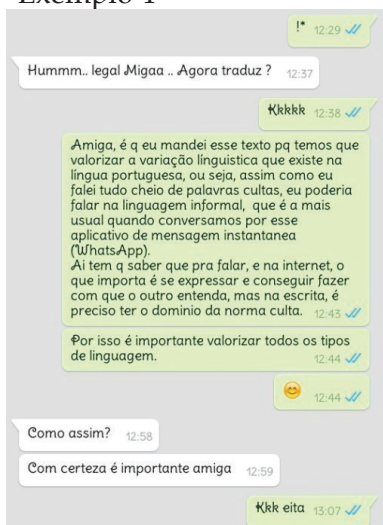 Exemplo 1
!* 12:29
Hummm.. legal Migaa .. Agora traduz ? 12:37
Kkkkk 12:38
Amiga, é q eu mandei esse texto pq temos que
valorizar a variação linguistica que existe na
língua portuguesa, ou seja, assim como eu
falei tudo cheio de palavras cultas, eu poderia
falar na linguagem informal, que é a mais
usual quando conversamos por esse
aplicativo de mensagem instantanea
(WhatsApp).
Ai tem q saber que pra falar, e na internet, o
que importa é se expressar e conseguir fazer
com que o outro entenda, mas na escrita, é
preciso ter o dominio da norma culta. 12:43
Por isso é importante valorizar todos os tipos
de linguagem. 12:44
12:44
Como assim? 12:58
Com certeza é importante amiga 12:59
Kkk eita 13:07